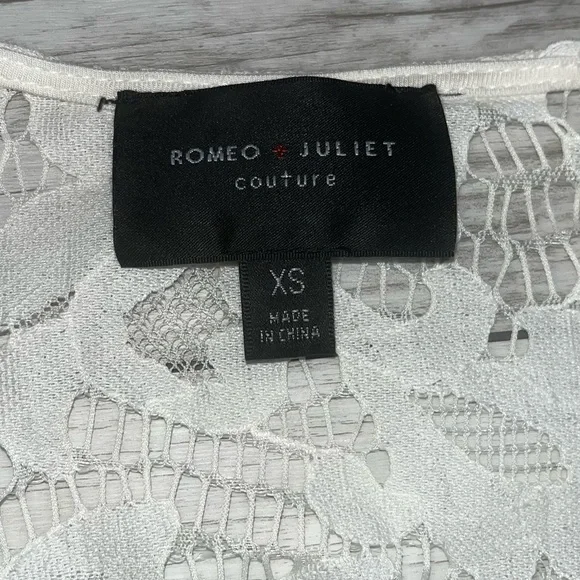 ROMEO + JULIET
couture
XS
MADE
IN CHINA